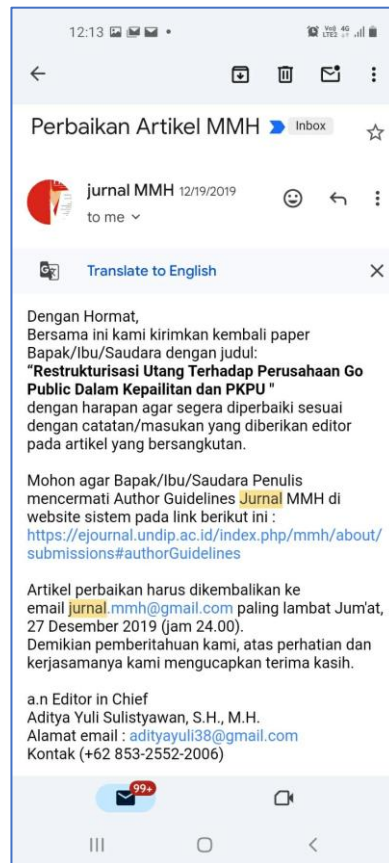 12:13
Vo)) 4G
LTE2
Perbaikan Artikel MMH Inbox
jurnal MMH 12/19/2019
to me
Translate to English
Dengan Hormat,
Bersama ini kami kirimkan kembali paper
Bapak/Ibu/Saudara dengan judul:
“Restrukturisasi Utang Terhadap Perusahaan Go
Public Dalam Kepailitan dan PKPU "
dengan harapan agar segera diperbaiki sesuai
dengan catatan/masukan yang diberikan editor
pada artikel yang bersangkutan.
Mohon agar Bapak/Ibu/Saudara Penulis
mencermati Author Guidelines Jurnal MMH di
website sistem pada link berikut ini :
https://ejournal.undip.ac.id/index.php/mmh/about/
submissions#authorGuidelines
Artikel perbaikan harus dikembalikan ke
email jurnal.mmh@gmail.com paling lambat Jum'at,
27 Desember 2019 (jam 24.00).
Demikian pemberitahuan kami, atas perhatian dan
kerjasamanya kami mengucapkan terima kasih.
a.n Editor in Chief
Aditya Yuli Sulistyawan, S.H., M.H.
Alamat email : adityayuli38@gmail.com
Kontak (+62 853-2552-2006)
99+